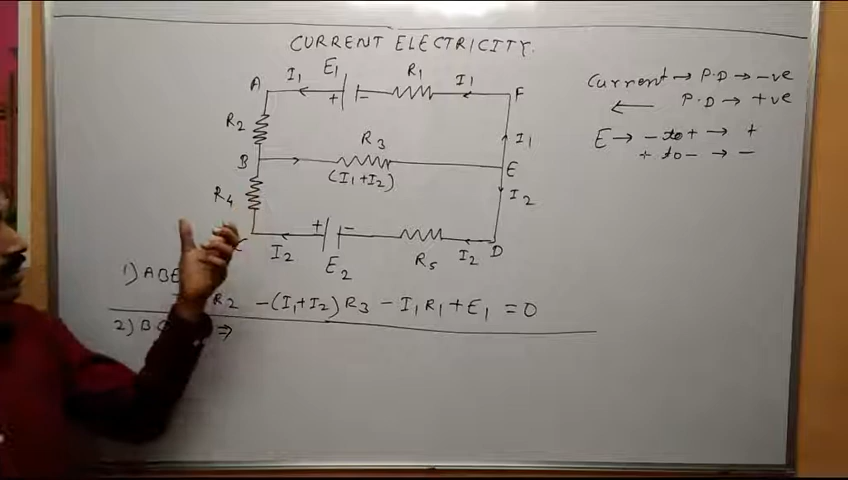 CURRENT ELECTRICITY.
A I₁ E₁ R₁ I₁ F
+ -
Current → P.D → -ve
← P.D → +ve
E → - to + → +
+ to - → -
R₂ R₃ I₁
B E
(I₁+I₂)
R₄ I₂
+ -
I₂ E₂ R₅ I₂ D
1) ABE
R₂ -(I₁+I₂)R₃ - I₁R₁ + E₁ = 0
2) B ⇒